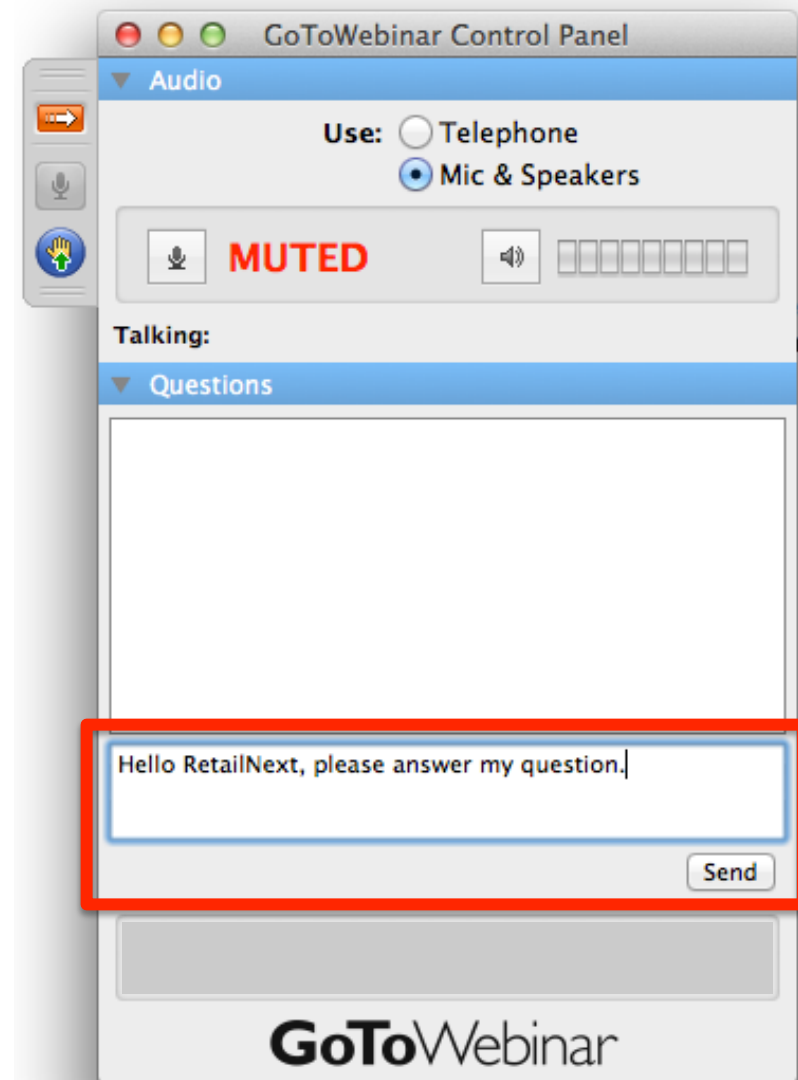 GoToWebinar Control Panel
Audio
Use: Telephone
Mic & Speakers
MUTED
Talking:
Questions
Hello RetailNext, please answer my question.
Send
GoToWebinar